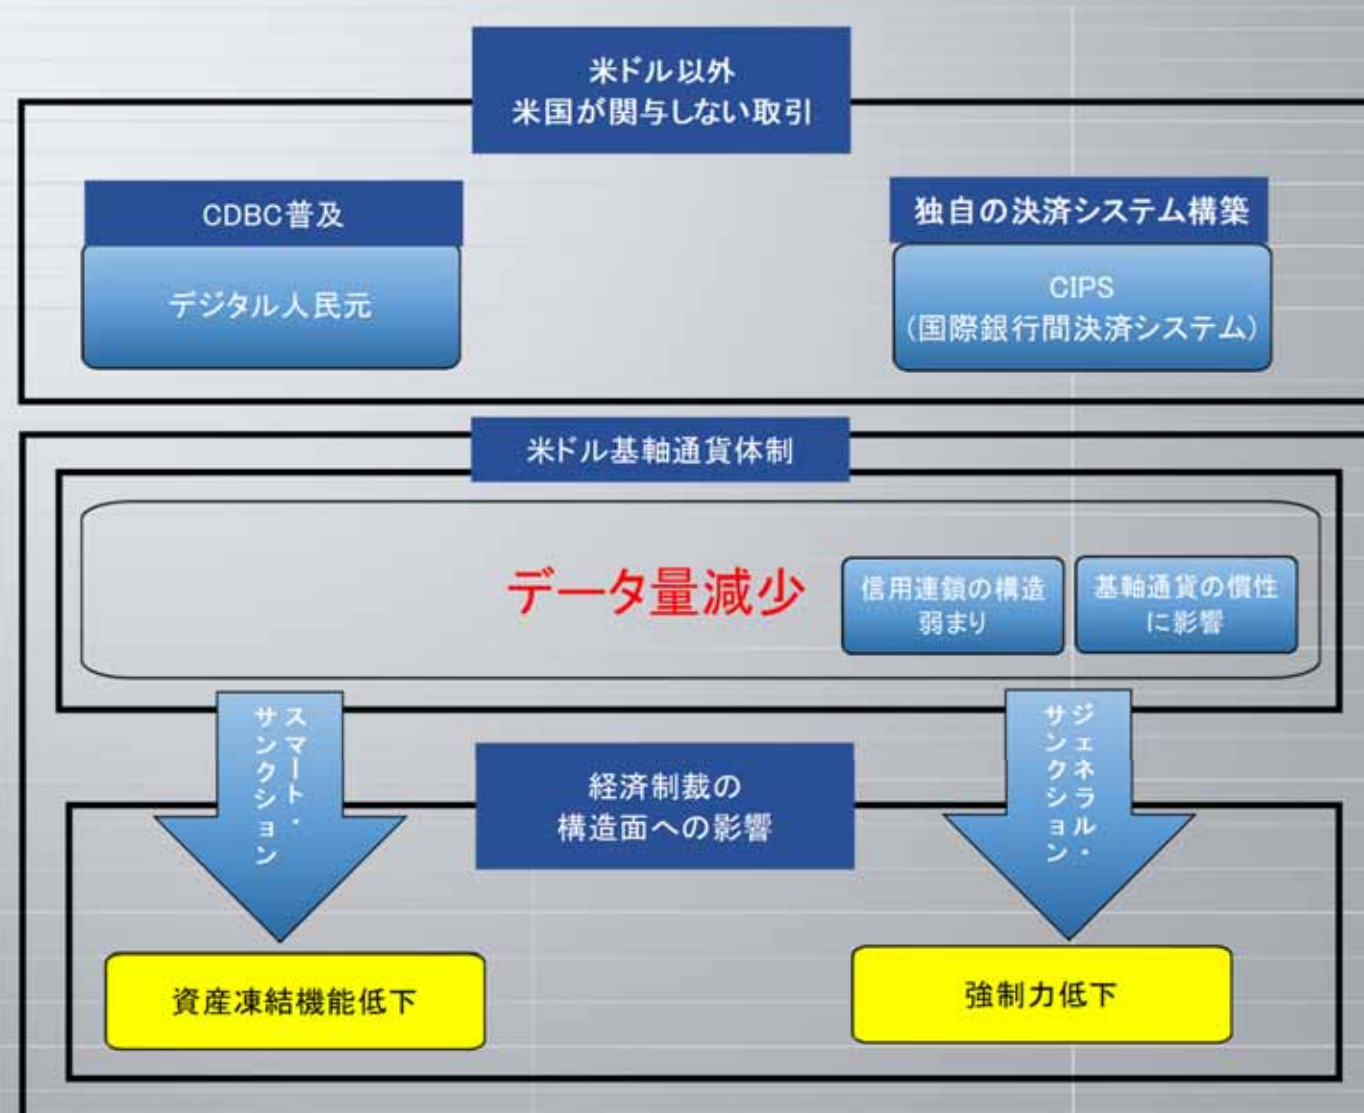 米ドル以外
米国が関与しない取引
CDBC普及
デジタル人民元
独自の決済システム構築
CIPS
(国際銀行間決済システム)
米ドル基軸通貨体制
データ量減少
信用連鎖の構造
弱まり
基軸通貨の慣性
に影響
スマート・
サンクション
ジェネラル・
サンクション
経済制裁の
構造面への影響
資産凍結機能低下
強制力低下